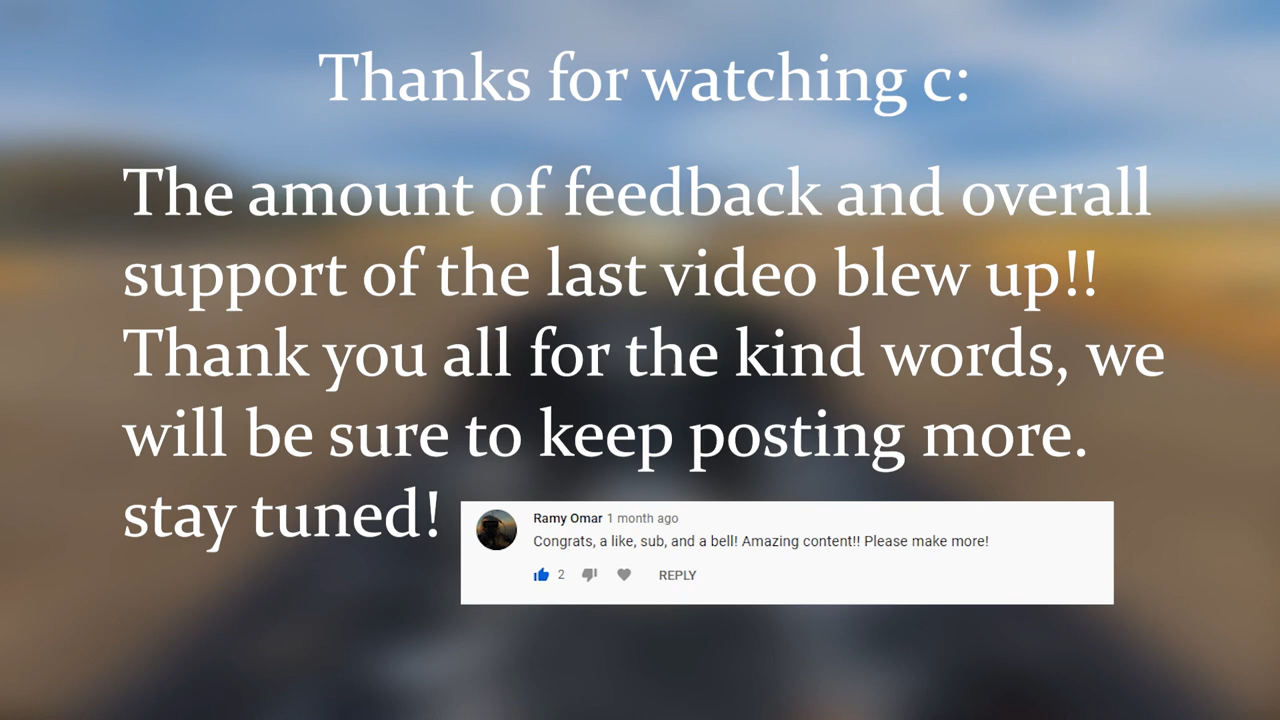 Thanks for watching c:
The amount of feedback and overall
support of the last video blew up!!
Thank you all for the kind words, we
will be sure to keep posting more.
stay tuned!
Ramy Omar 1 month ago
Congrats, a like, sub, and a bell! Amazing content!! Please make more!
2 REPLY